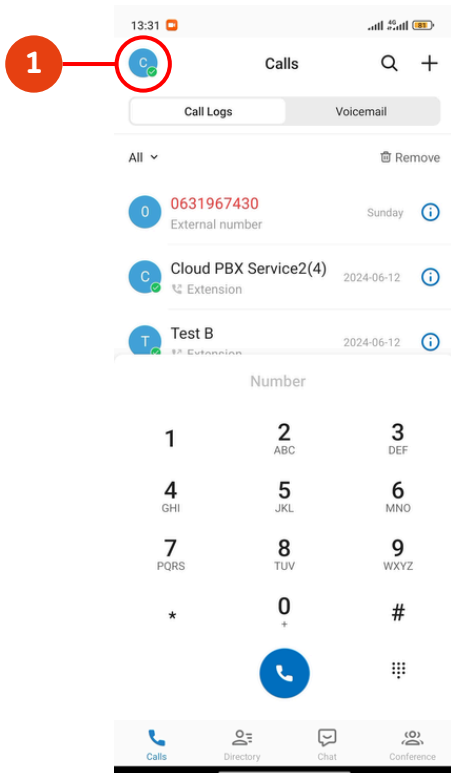 13:31 4G 81
1
C Calls
Call Logs Voicemail
All Remove
0 0631967430 Sunday
External number
C Cloud PBX Service2(4) 2024-06-12
Extension
T Test B 2024-06-12
Extension
Number
1 2 3
ABC DEF
4 5 6
GHI JKL MNO
7 8 9
PQRS TUV WXYZ
* 0 #
+
Calls Directory Chat Conference